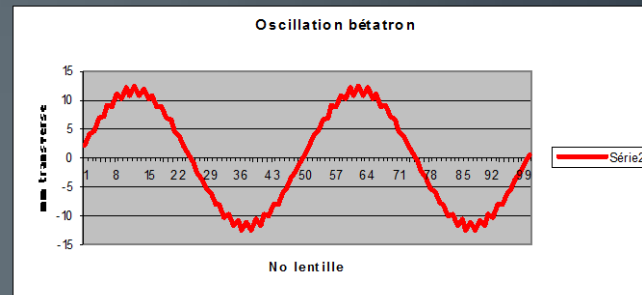 Oscillation bétatron
mm transverse
15
10
5
0
-5
-10
-15
1 8 15 22 29 36 43 50 57 64 71 78 85 92 99
No lentille
Série2